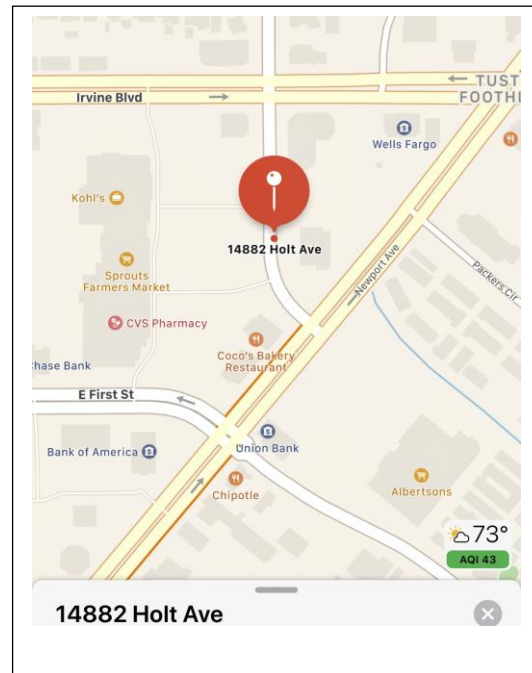 TUST
FOOTHI
Irvine Blvd
Wells Fargo
Kohl's
14882 Holt Ave
Newport Ave
Packers Cir
Sprouts
Farmers Market
CVS Pharmacy
Coco's Bakery
Restaurant
Chase Bank
E First St
Bank of America
Union Bank
Chipotle
Albertsons
73°
AQI 43
14882 Holt Ave